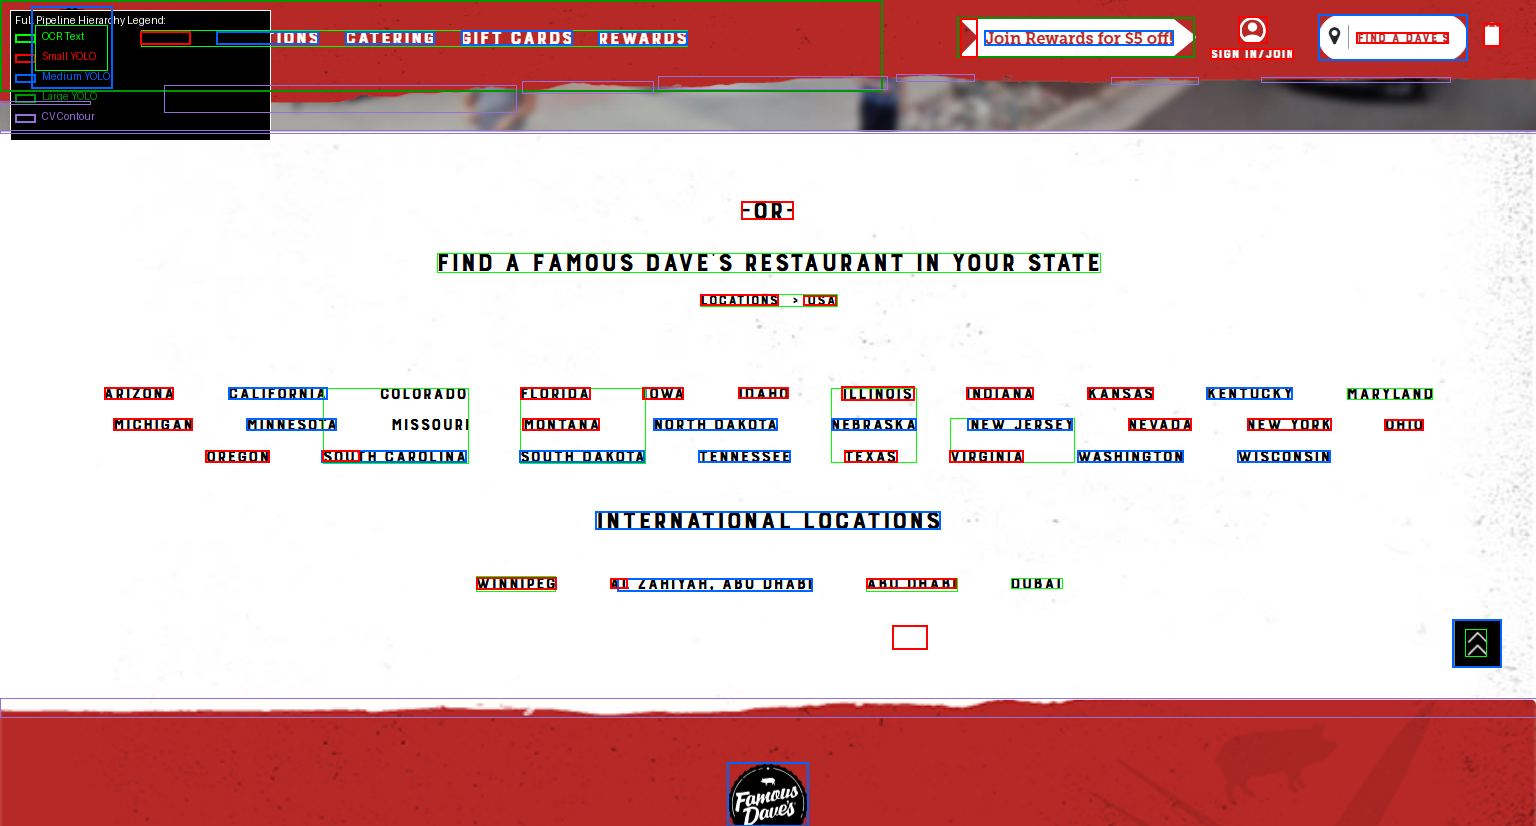 Full Pipeline Hierarchy Legend:
OCR Text
Small YOLO
Medium YOLO
Large YOLO
CV Contour
CATERING GIFT CARDS REWARDS
Join Rewards for $5 off!
SIGN IN/JOIN
FIND A DAVE'S
-OR-
FIND A FAMOUS DAVE'S RESTAURANT IN YOUR STATE
LOCATIONS > USA
ARIZONA CALIFORNIA COLORADO FLORIDA IOWA IDAHO ILLINOIS INDIANA KANSAS KENTUCKY MARYLAND
MICHIGAN MINNESOTA MISSOURI MONTANA NORTH DAKOTA NEBRASKA NEW JERSEY NEVADA NEW YORK OHIO
OREGON SOUTH CAROLINA SOUTH DAKOTA TENNESSEE TEXAS VIRGINIA WASHINGTON WISCONSIN
INTERNATIONAL LOCATIONS
WINNIPEG AL ZAHIYAH, ABU DHABI ABU DHABI DUBAI
Famous
Dave's